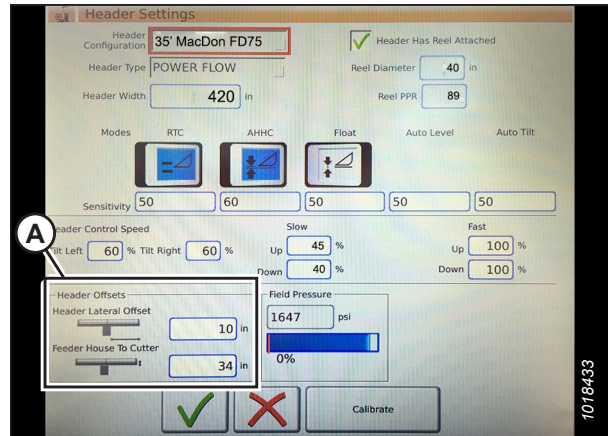 Header Settings
Header Configuration 35' MacDon FD75 Header Has Reel Attached
Header Type POWER FLOW Reel Diameter 40 in
Header Width 420 in Reel PPR 89
Modes RTC AHHC Float Auto Level Auto Tilt
Sensitivity 50 60 50 50 50
A
eader Control Speed Slow Fast
ilt Left 60 % Tilt Right 60 % Up 45 % Up 100 %
Down 40 % Down 100 %
Header Offsets Field Pressure
Header Lateral Offset 10 in 1647 psi
Feeder House To Cutter 34 in 0%
Calibrate
1018433